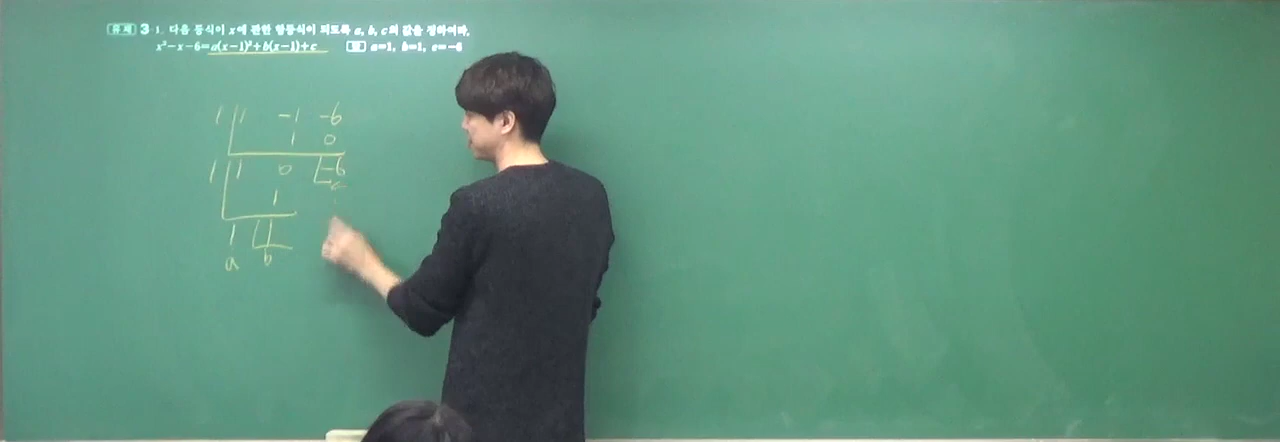 유제 3-1. 다음 등식이 x에 관한 항등식이 되도록 a, b, c의 값을 정하여라.
x²-x-6=a(x-1)²+b(x-1)+c 답 a=1, b=1, c=-6
1 1 -1 -6
1 0
1 1 0 -6
c
1
1 1
a b